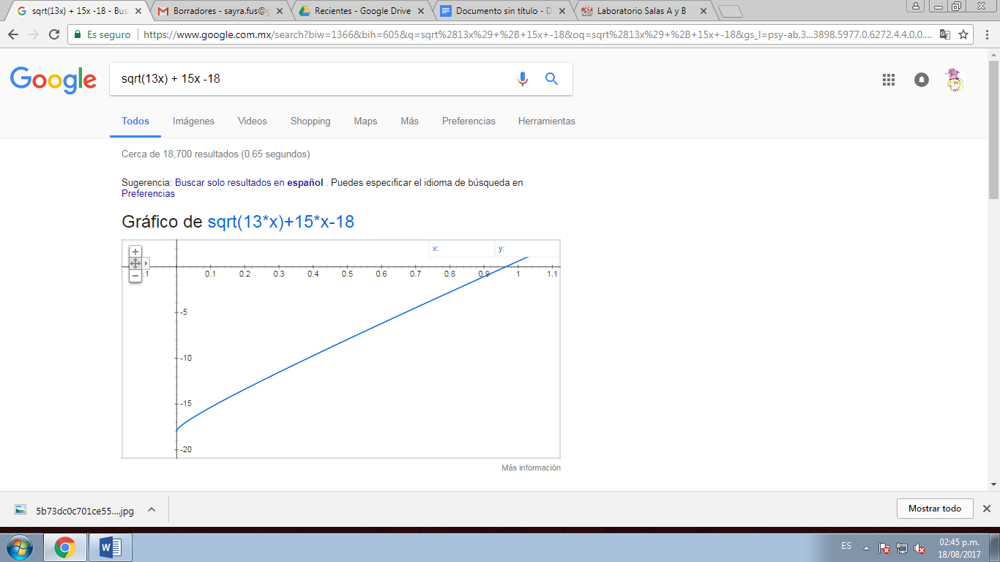 sqrt(13x) + 15x -18 - Bus
Borradores - sayra.fus@g
Recientes - Google Drive
Documento sin título - D
Laboratorio Salas A y B
Es seguro
https://www.google.com.mx/search?biw=1366&bih=605&q=sqrt%2813x%29+%2B+15x+-18&oq=sqrt%2813x%29+%2B+15x+-18&gs_l=psy-ab.3...3898.5977.0.6272.4.4.0.0....
Google
sqrt(13x) + 15x -18
Todos Imágenes Videos Shopping Maps Más Preferencias Herramientas
Cerca de 18,700 resultados (0.65 segundos)
Sugerencia: Buscar solo resultados en español . Puedes especificar el idioma de búsqueda en
Preferencias
Gráfico de sqrt(13*x)+15*x-18
x: y:
.1 0.1 0.2 0.3 0.4 0.5 0.6 0.7 0.8 0.9 1 1.1
-5
-10
-15
-20
Más información
5b73dc0c701ce55....jpg
Mostrar todo
ES
02:45 p.m.
18/08/2017